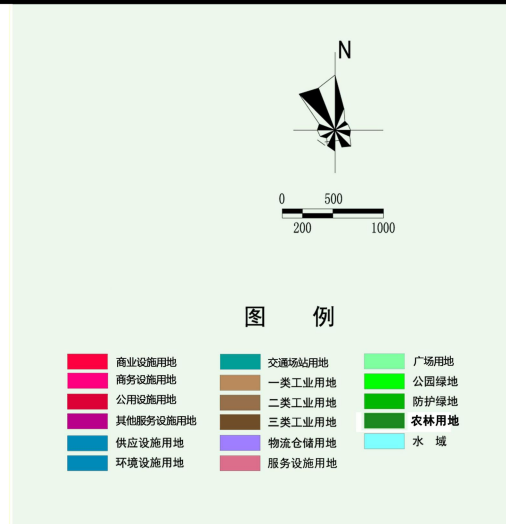 N
0 500
200 1000
图 例
商业设施用地 交通场站用地 广场用地
商务设施用地 一类工业用地 公园绿地
公用设施用地 二类工业用地 防护绿地
其他服务设施用地 三类工业用地 农林用地
供应设施用地 物流仓储用地 水 域
环境设施用地 服务设施用地